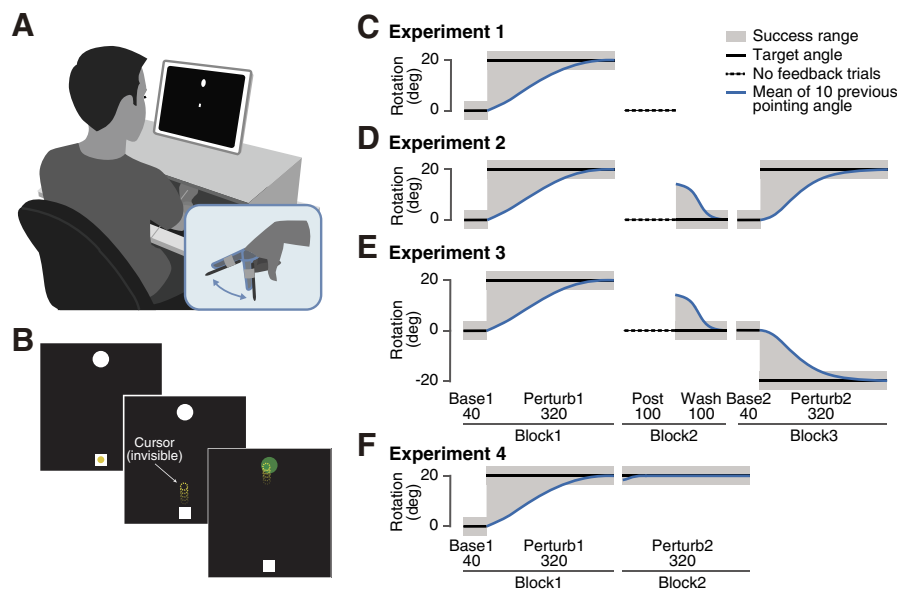 A
B
Cursor
(invisible)
C Experiment 1
Rotation
(deg)
20
0
Success range
Target angle
No feedback trials
Mean of 10 previous
pointing angle
D Experiment 2
Rotation
(deg)
20
0
E Experiment 3
Rotation
(deg)
20
0
-20
Base1 Perturb1 Post Wash Base2 Perturb2
40 320 100 100 40 320
Block1 Block2 Block3
F Experiment 4
Rotation
(deg)
20
0
Base1 Perturb1 Perturb2
40 320 320
Block1 Block2